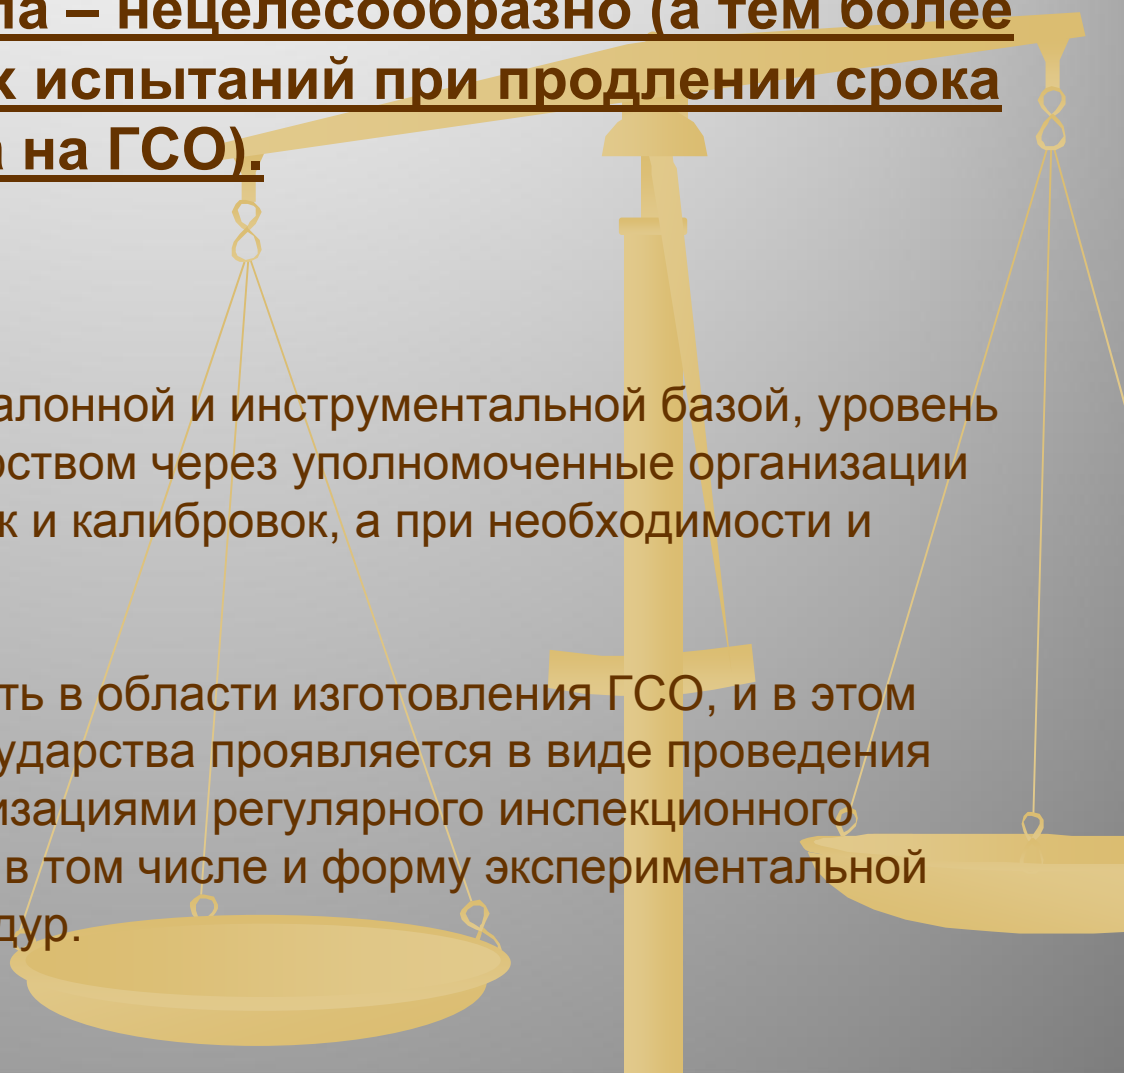 ла – нецелесообразно (а тем более
х испытаний при продлении срока
а на ГСО).
алонной и инструментальной базой, уровень
рством через уполномоченные организации
к и калибровок, а при необходимости и
ть в области изготовления ГСО, и в этом
ударства проявляется в виде проведения
изациями регулярного инспекционного
в том числе и форму экспериментальной
дур.